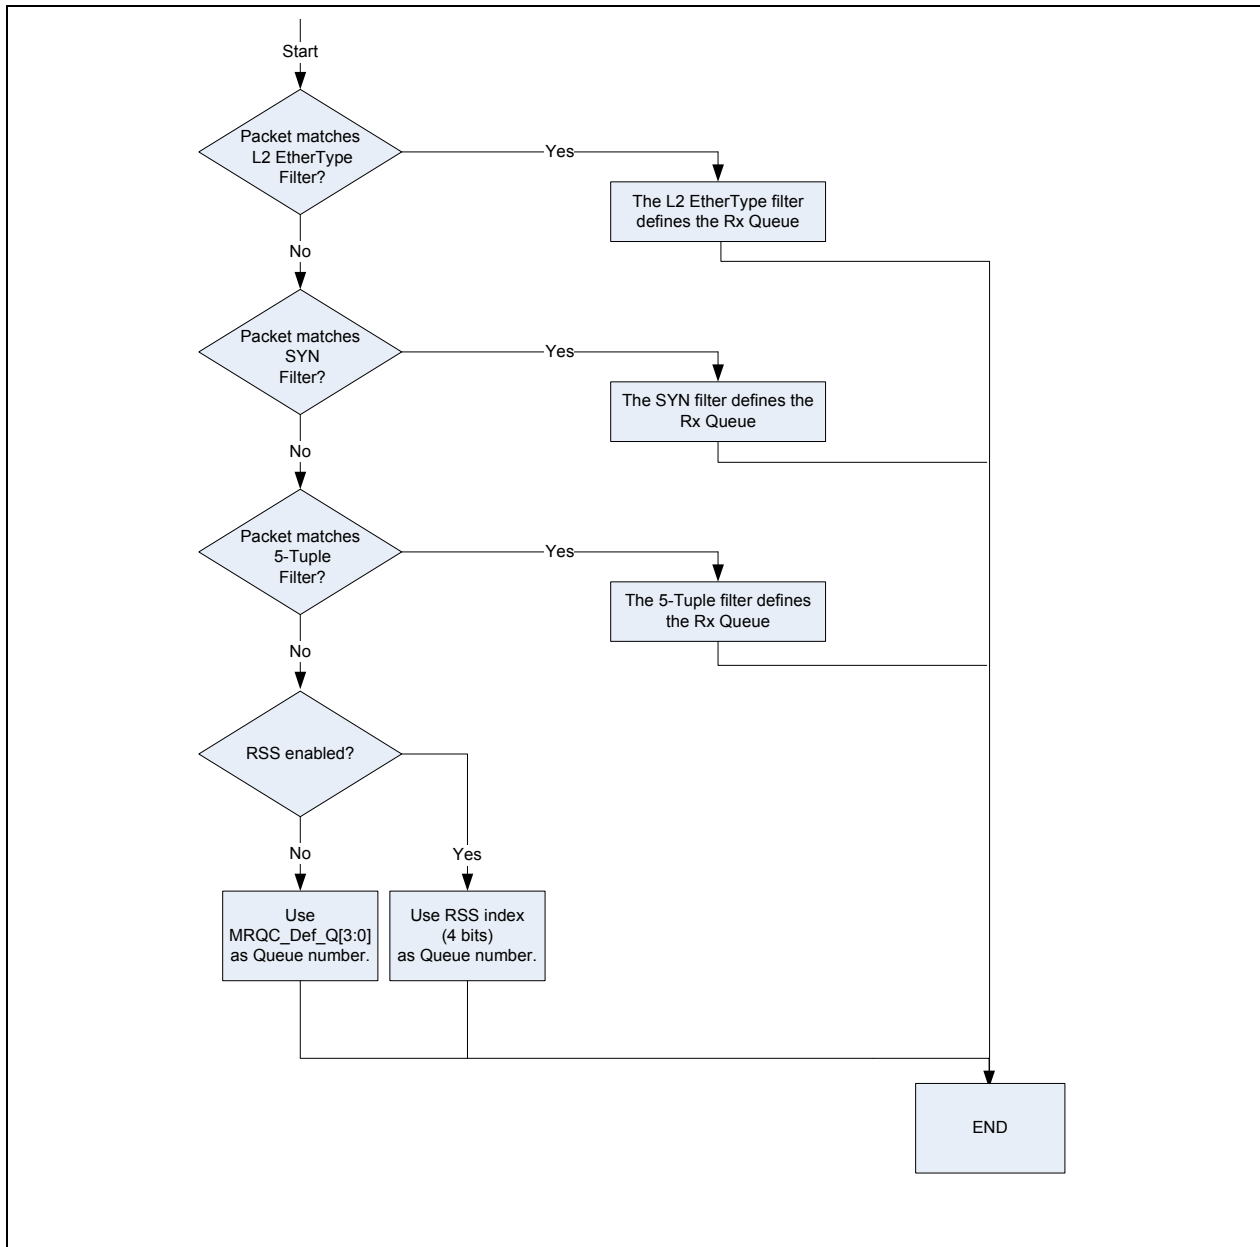 Start
Packet matches
L2 EtherType
Filter?
Yes
The L2 EtherType filter
defines the Rx Queue
No
Packet matches
SYN
Filter?
Yes
The SYN filter defines the
Rx Queue
No
Packet matches
5-Tuple
Filter?
Yes
The 5-Tuple filter defines
the Rx Queue
No
RSS enabled?
No
Yes
Use
MRQC_Def_Q[3:0]
as Queue number.
Use RSS index
(4 bits)
as Queue number.
END